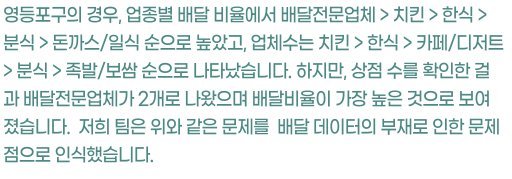 영등포구의 경우, 업종별 배달 비율에서 배달전문업체 > 치킨 > 한식 >
분식 > 돈까스/일식 순으로 높았고, 업체수는 치킨 > 한식 > 카페/디저트
> 분식 > 족발/보쌈 순으로 나타났습니다. 하지만, 상점 수를 확인한 결
과 배달전문업체가 2개로 나왔으며 배달비율이 가장 높은 것으로 보여
졌습니다.  저희 팀은 위와 같은 문제를  배달 데이터의 부재로 인한 문제
점으로 인식했습니다.